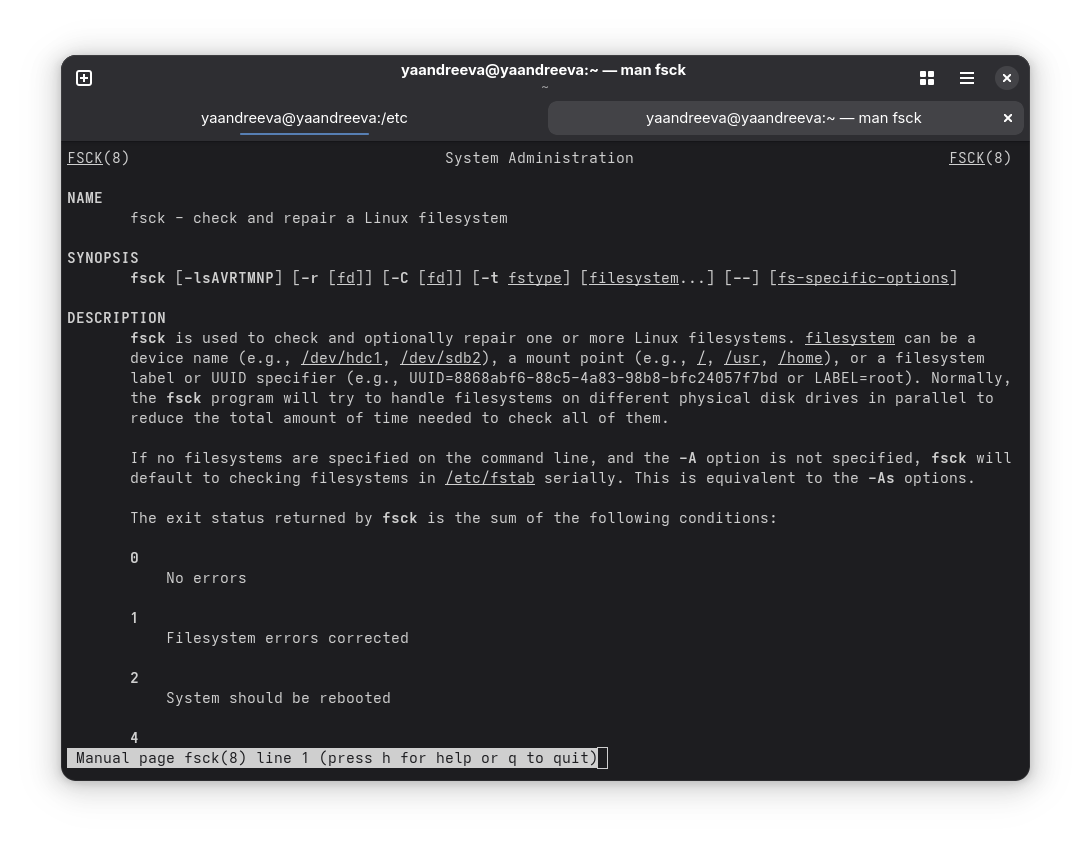 yaandreeva@yaandreeva:~ — man fsck
~
yaandreeva@yaandreeva:/etc
yaandreeva@yaandreeva:~ — man fsck
FSCK(8) System Administration FSCK(8)
NAME
fsck - check and repair a Linux filesystem
SYNOPSIS
fsck [-lsAVRTMNP] [-r [fd]] [-C [fd]] [-t fstype] [filesystem...] [--] [fs-specific-options]
DESCRIPTION
fsck is used to check and optionally repair one or more Linux filesystems. filesystem can be a
device name (e.g., /dev/hdc1, /dev/sdb2), a mount point (e.g., /, /usr, /home), or a filesystem
label or UUID specifier (e.g., UUID=8868abf6-88c5-4a83-98b8-bfc24057f7bd or LABEL=root). Normally,
the fsck program will try to handle filesystems on different physical disk drives in parallel to
reduce the total amount of time needed to check all of them.
If no filesystems are specified on the command line, and the -A option is not specified, fsck will
default to checking filesystems in /etc/fstab serially. This is equivalent to the -As options.
The exit status returned by fsck is the sum of the following conditions:
0
No errors
1
Filesystem errors corrected
2
System should be rebooted
4
Manual page fsck(8) line 1 (press h for help or q to quit)